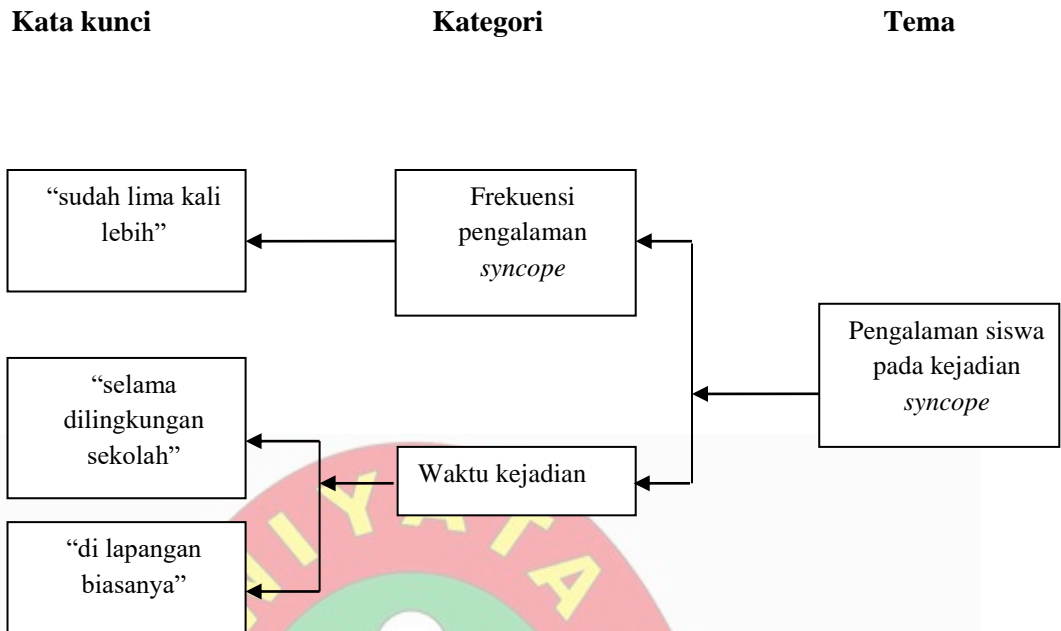 Kata kunci Kategori Tema
“sudah lima kali
lebih”
Frekuensi
pengalaman
syncope
Pengalaman siswa
pada kejadian
syncope
“selama
dilingkungan
sekolah”
Waktu kejadian
“di lapangan
biasanya”
NIYATA